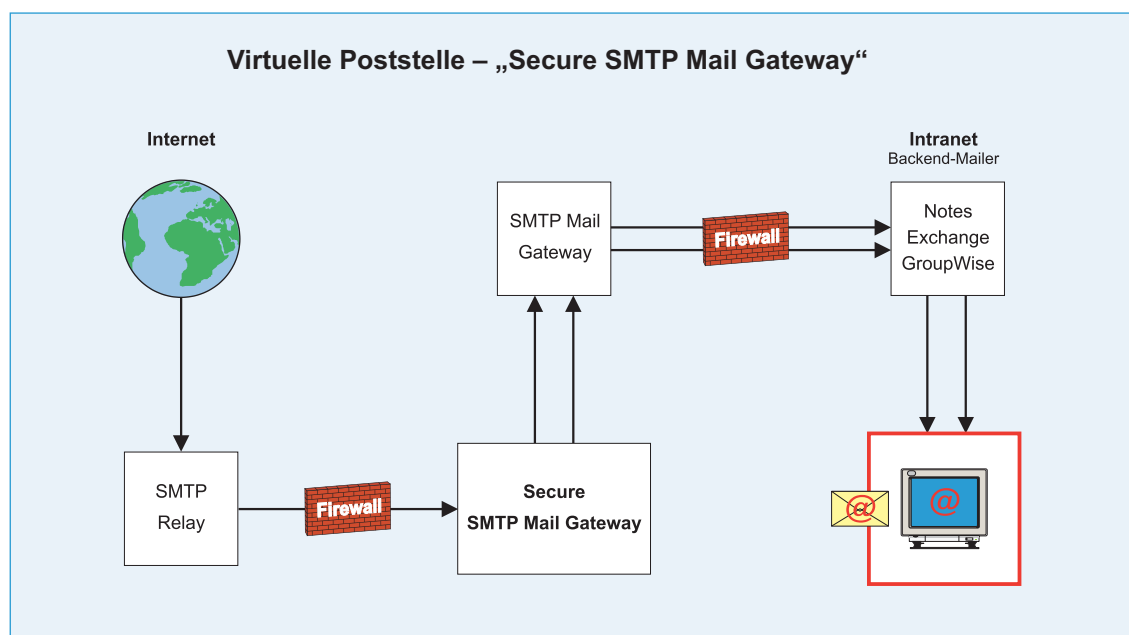 Virtuelle Poststelle – „Secure SMTP Mail Gateway“
Internet
Intranet
Backend-Mailer
SMTP Mail
Gateway
Firewall
Notes
Exchange
GroupWise
SMTP
Relay
Firewall
Secure
SMTP Mail Gateway
@
@